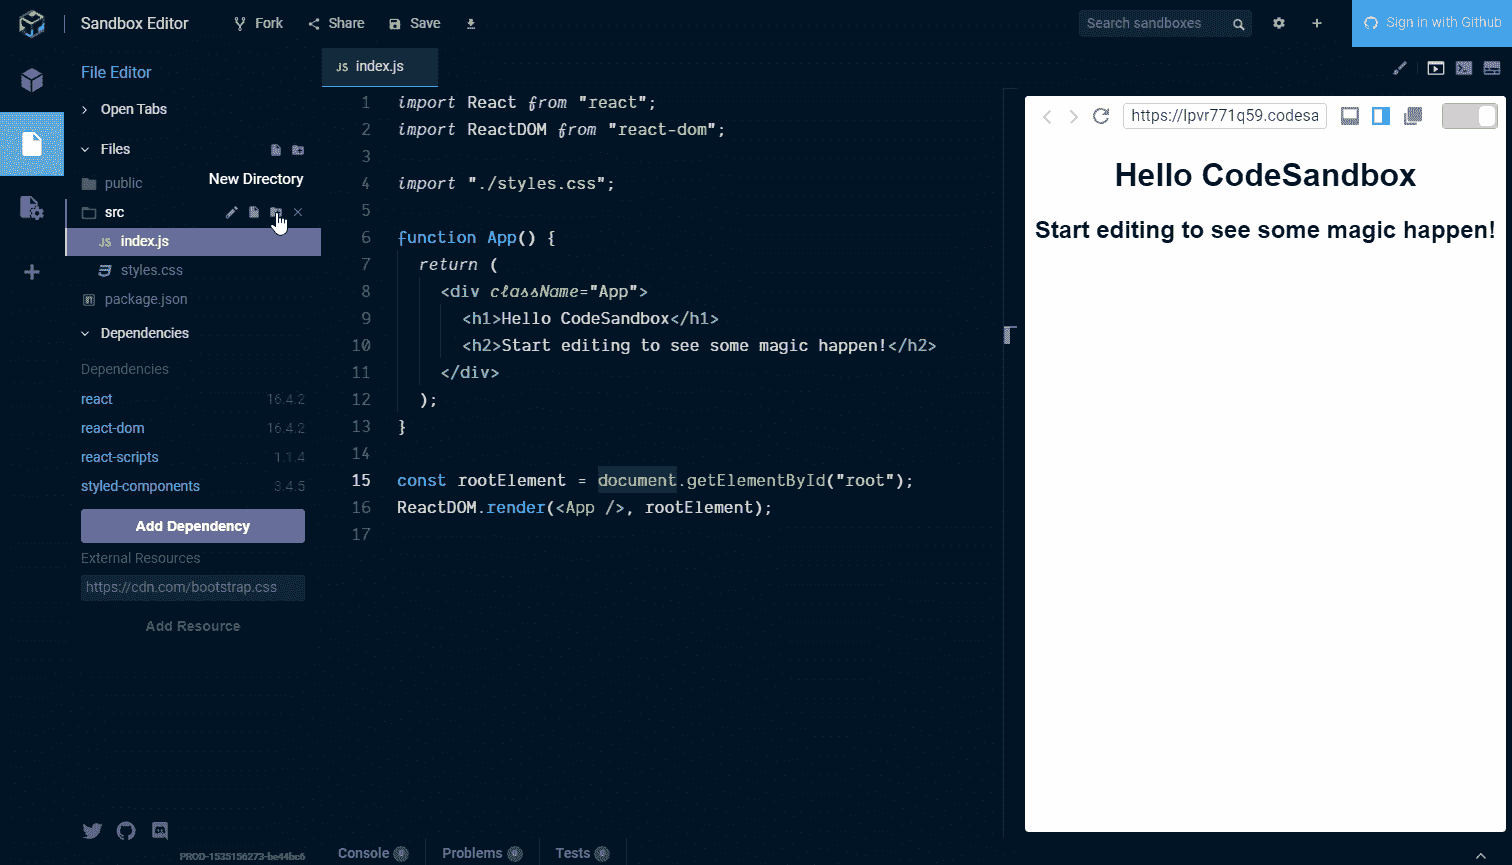 Sandbox Editor
Fork
Share
Save
Search sandboxes
Sign in with Github
File Editor
Open Tabs
Files
New Directory
public
src
JS index.js
styles.css
package.json
Dependencies
Dependencies
react 16.4.2
react-dom 16.4.2
react-scripts 1.1.4
styled-components 3.4.5
Add Dependency
External Resources
https://cdn.com/bootstrap.css
Add Resource
PROD-1535156273-be44bc6
JS index.js
1 import React from "react";
2 import ReactDOM from "react-dom";
3
4 import "./styles.css";
5
6 function App() {
7 return (
8 <div className="App">
9 <h1>Hello CodeSandbox</h1>
10 <h2>Start editing to see some magic happen!</h2>
11 </div>
12 );
13 }
14
15 const rootElement = document.getElementById("root");
16 ReactDOM.render(<App />, rootElement);
17
Console 0
Problems 0
Tests 0
https://lpvr771q59.codesa
Hello CodeSandbox
Start editing to see some magic happen!